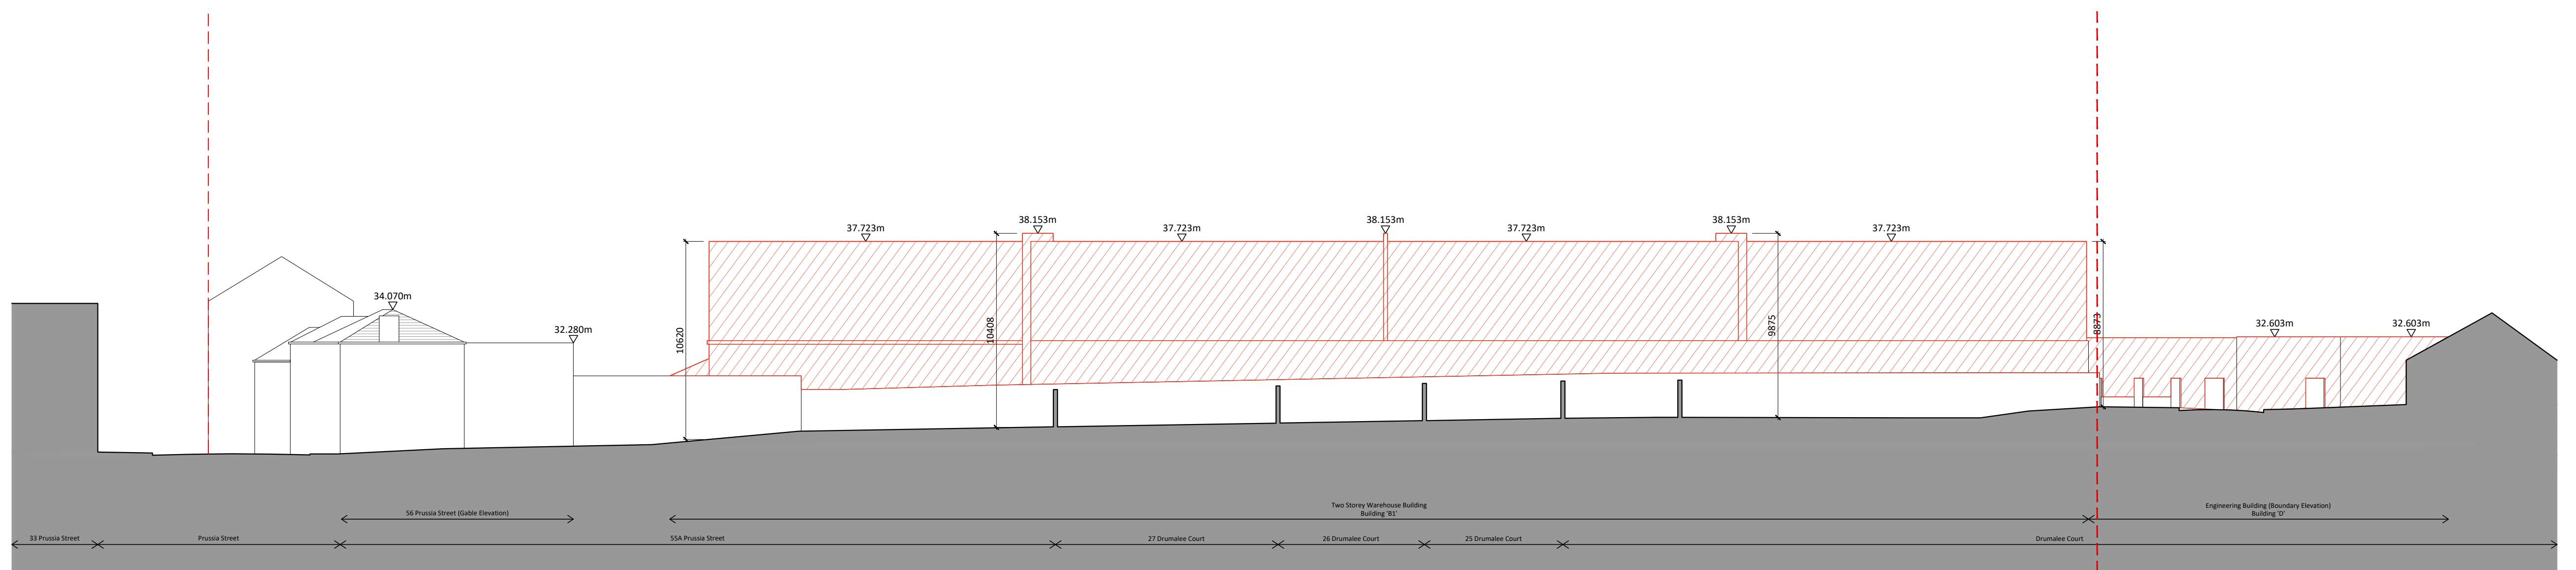 38.153m
38.153m
38.153m
37.723m
37.723m
37.723m
37.723m
34.070m
32.280m
32.603m
32.603m
10620
10408
9875
8873
Two Storey Warehouse Building
Building 'B1'
Engineering Building (Boundary Elevation)
Building 'D'
56 Prussia Street (Gable Elevation)
33 Prussia Street
Prussia Street
55A Prussia Street
27 Drumalee Court
26 Drumalee Court
25 Drumalee Court
Drumalee Court